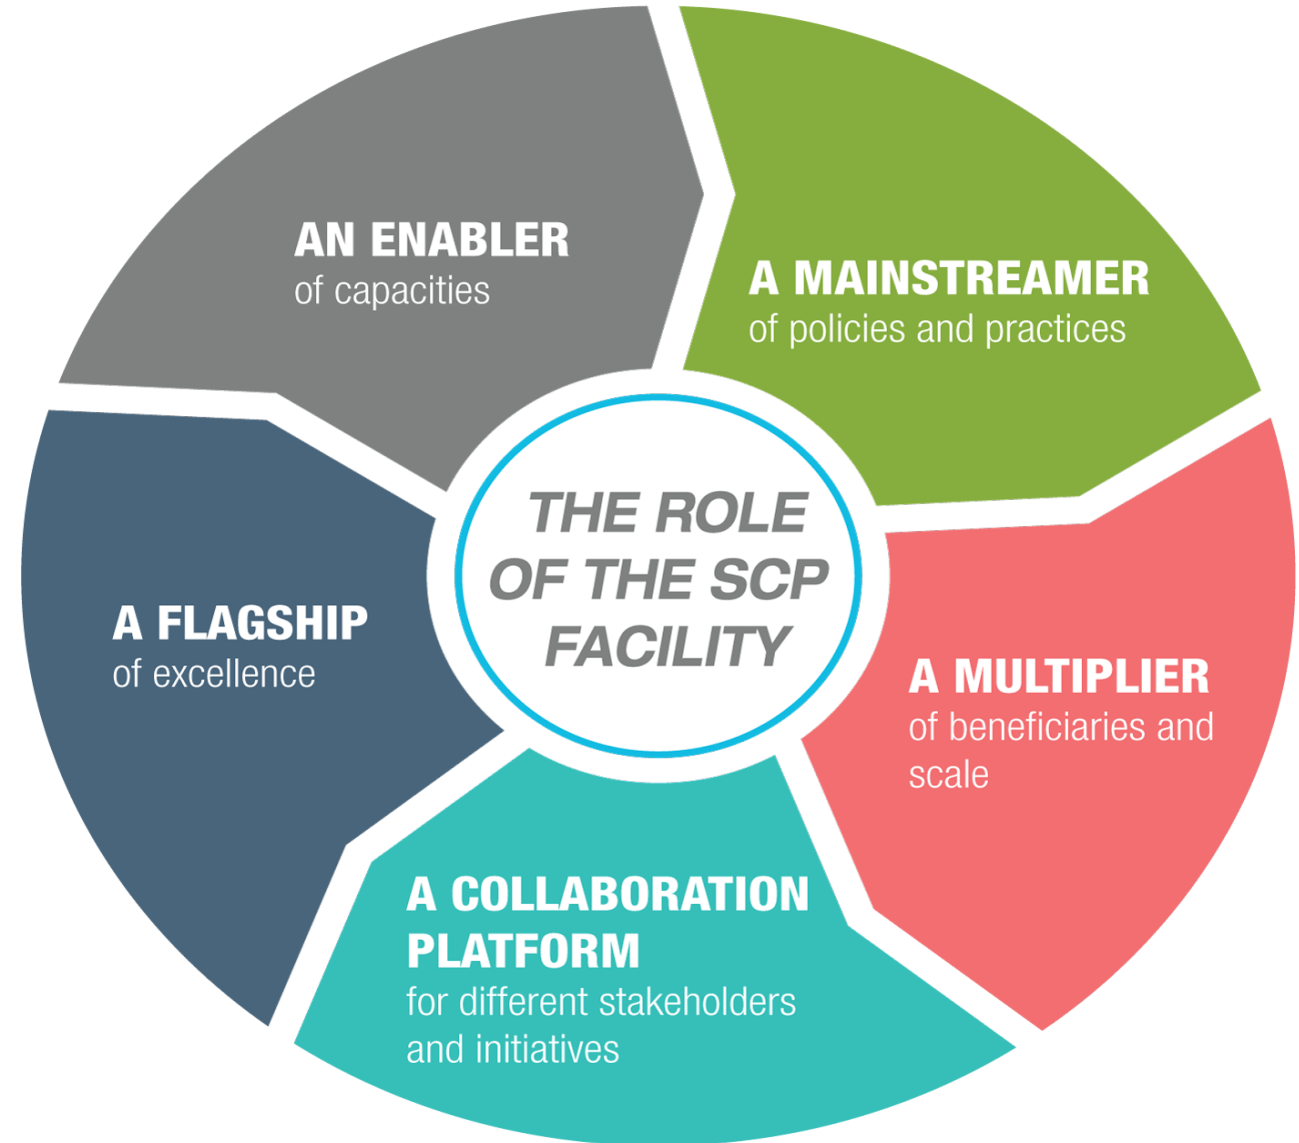 AN ENABLER
of capacities
A MAINSTREAMER
of policies and practices
THE ROLE
OF THE SCP
FACILITY
A FLAGSHIP
of excellence
A MULTIPLIER
of beneficiaries and
scale
A COLLABORATION
PLATFORM
for different stakeholders
and initiatives